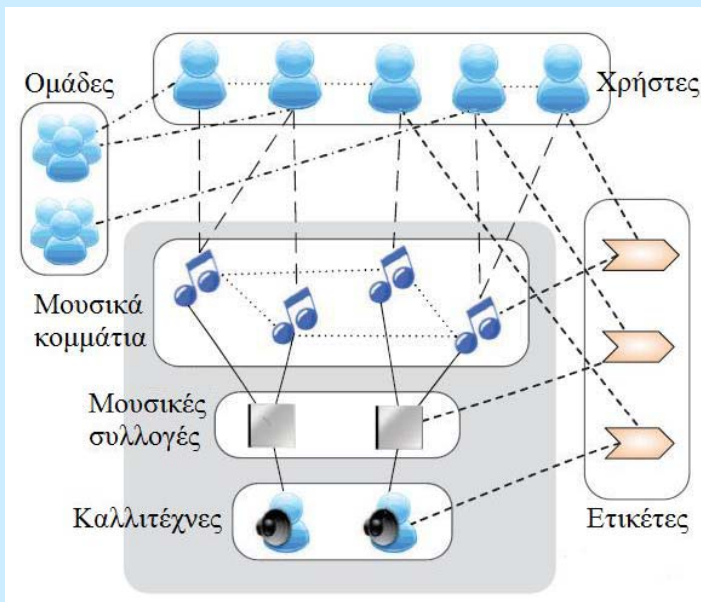 Ομάδες
Χρήστες
Μουσικά
κομμάτια
Μουσικές
συλλογές
Καλλιτέχνες
Ετικέτες